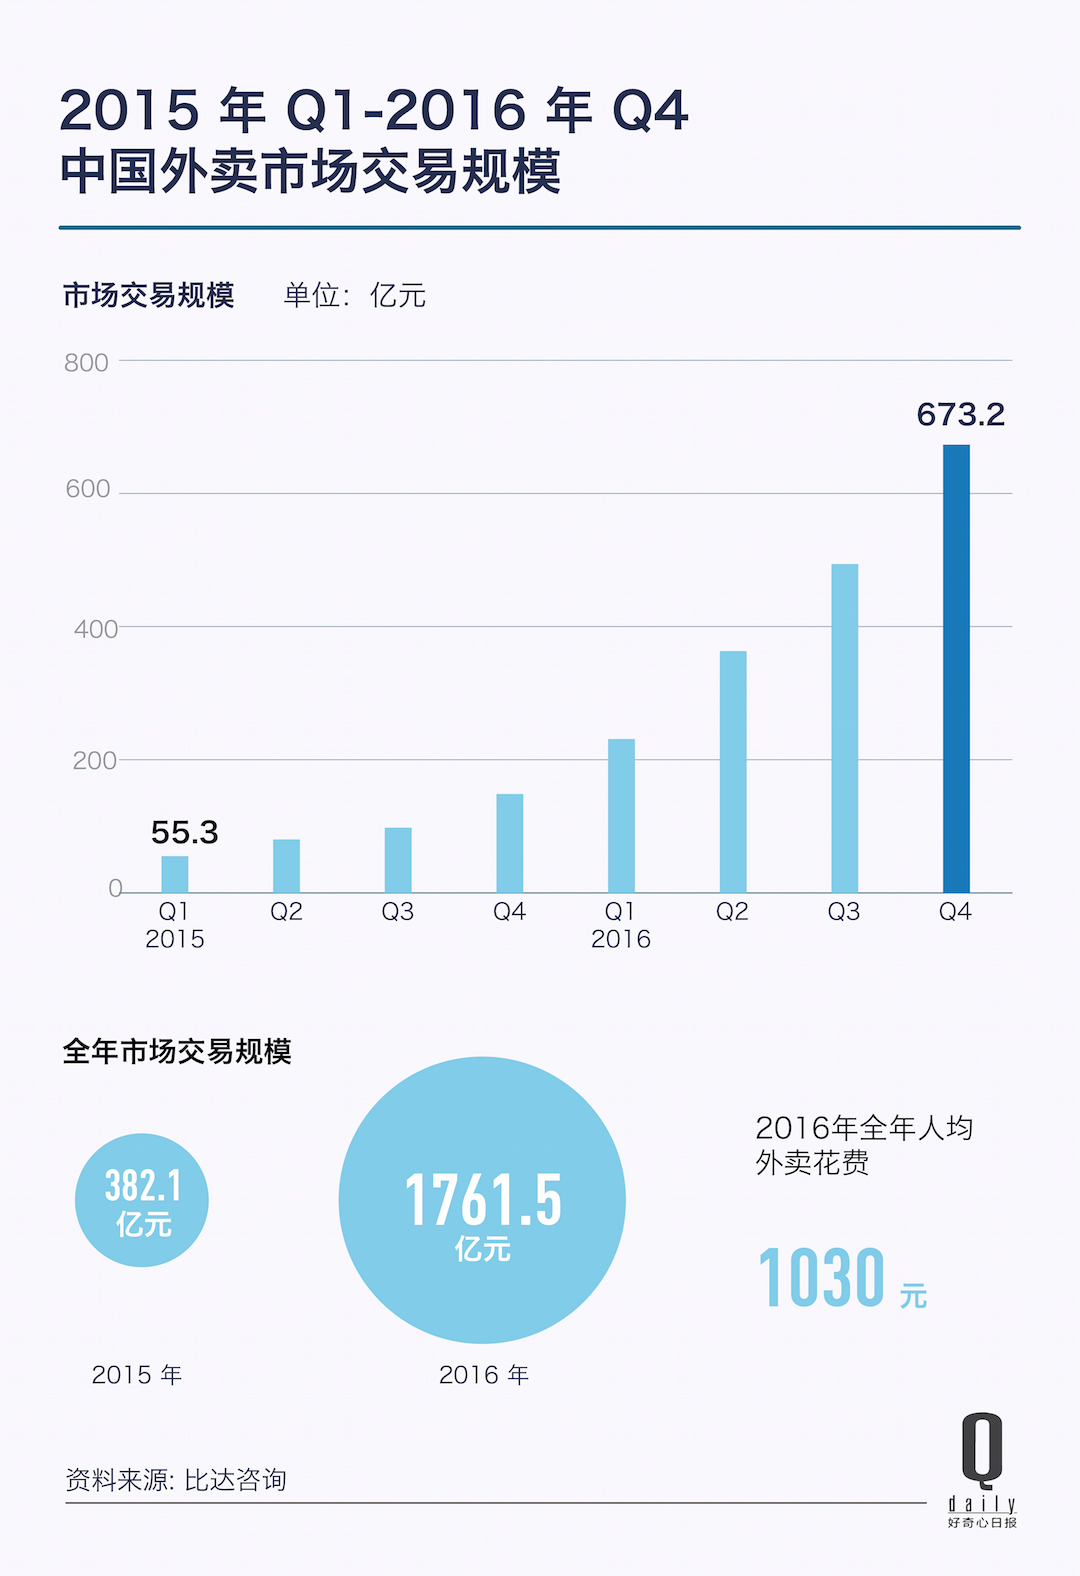 2015 年 Q1-2016 年 Q4
中国外卖市场交易规模
市场交易规模 单位：亿元
800
673.2
600
400
200
55.3
0
Q1 Q2 Q3 Q4 Q1 Q2 Q3 Q4
2015 2016
全年市场交易规模
382.1
亿元
2015 年
1761.5
亿元
2016 年
2016年全年人均
外卖花费
1030 元
资料来源: 比达咨询
Q
daily
好奇心日报